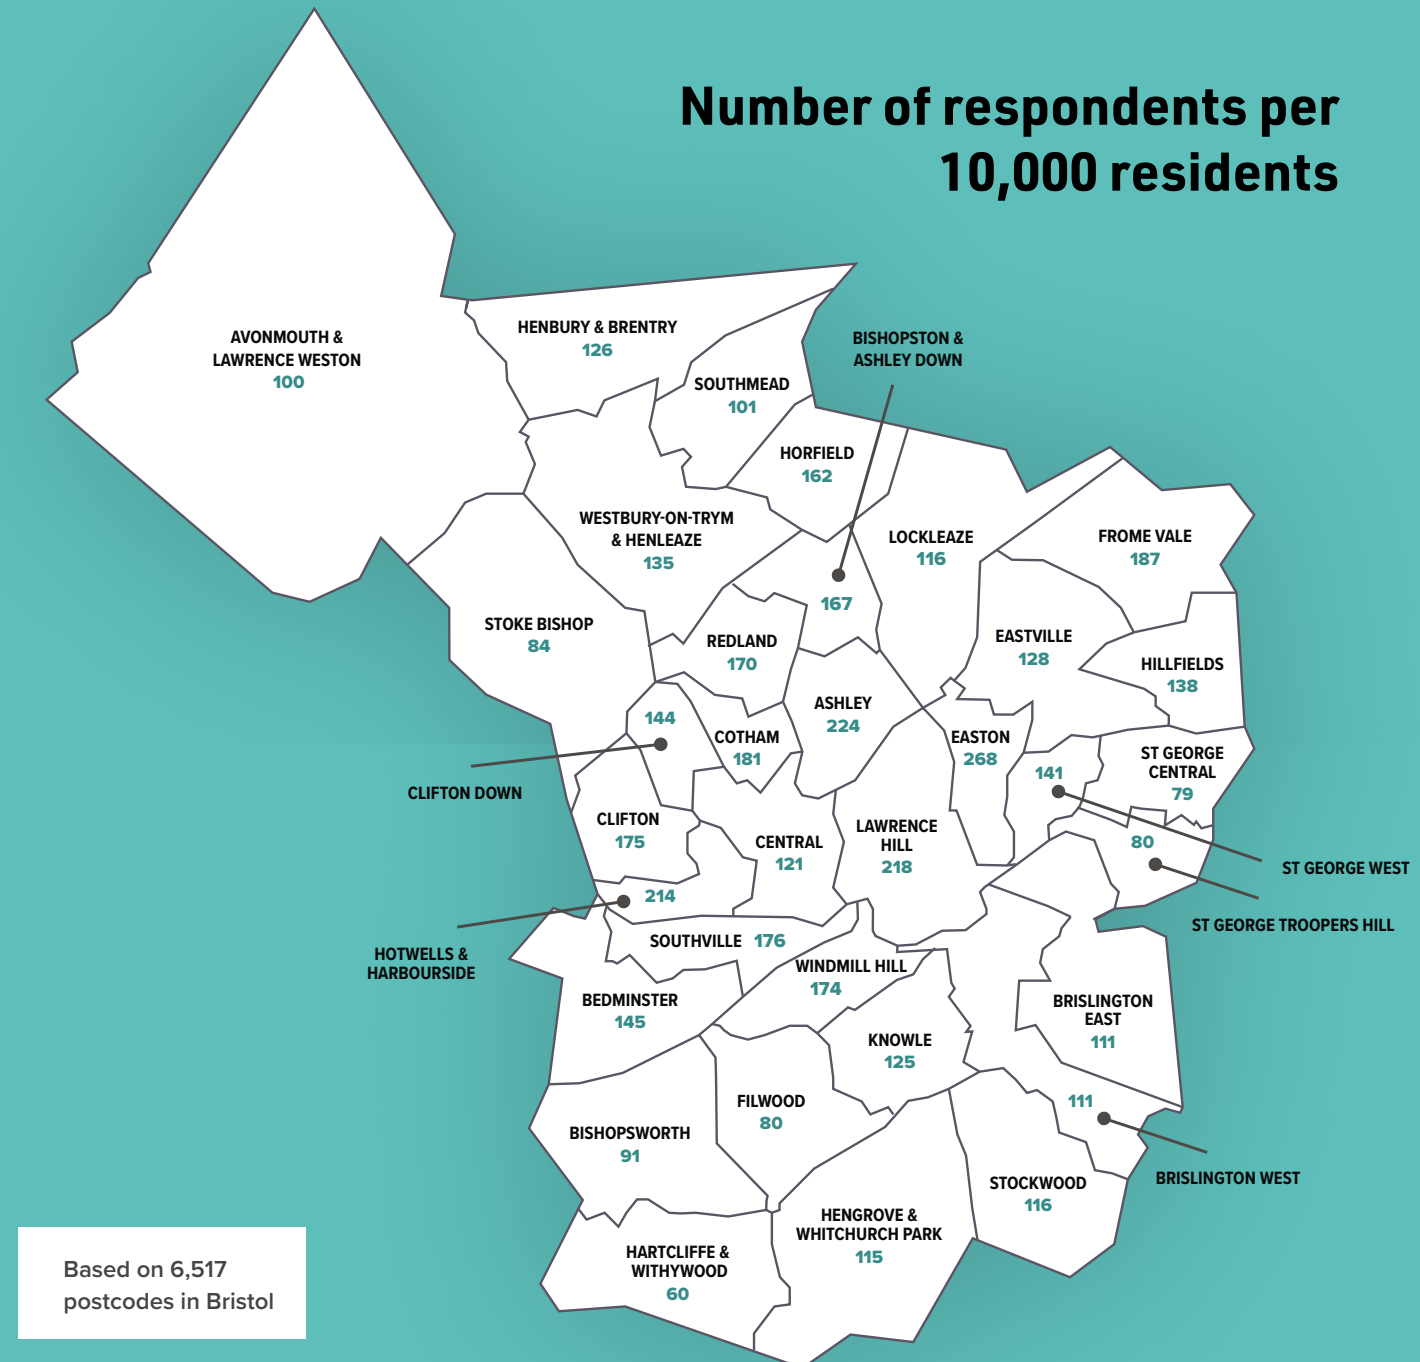 Number of respondents per
10,000 residents
AVONMOUTH &
LAWRENCE WESTON
100
HENBURY & BRENTRY
126
SOUTHMEAD
101
BISHOPSTON &
ASHLEY DOWN
167
HORFIELD
162
WESTBURY-ON-TRYM
& HENLEAZE
135
LOCKLEAZE
116
FROME VALE
187
STOKE BISHOP
84
REDLAND
170
EASTVILLE
128
HILLFIELDS
138
ASHLEY
224
144
CLIFTON DOWN
COTHAM
181
EASTON
268
141
ST GEORGE WEST
ST GEORGE
CENTRAL
79
CLIFTON
175
CENTRAL
121
LAWRENCE
HILL
218
80
ST GEORGE TROOPERS HILL
214
HOTWELLS &
HARBOURSIDE
SOUTHVILLE 176
WINDMILL HILL
174
BEDMINSTER
145
BRISLINGTON
EAST
111
KNOWLE
125
FILWOOD
80
111
BRISLINGTON WEST
BISHOPSWORTH
91
STOCKWOOD
116
HENGROVE &
WHITCHURCH PARK
115
HARTCLIFFE &
WITHYWOOD
60
Based on 6,517
postcodes in Bristol